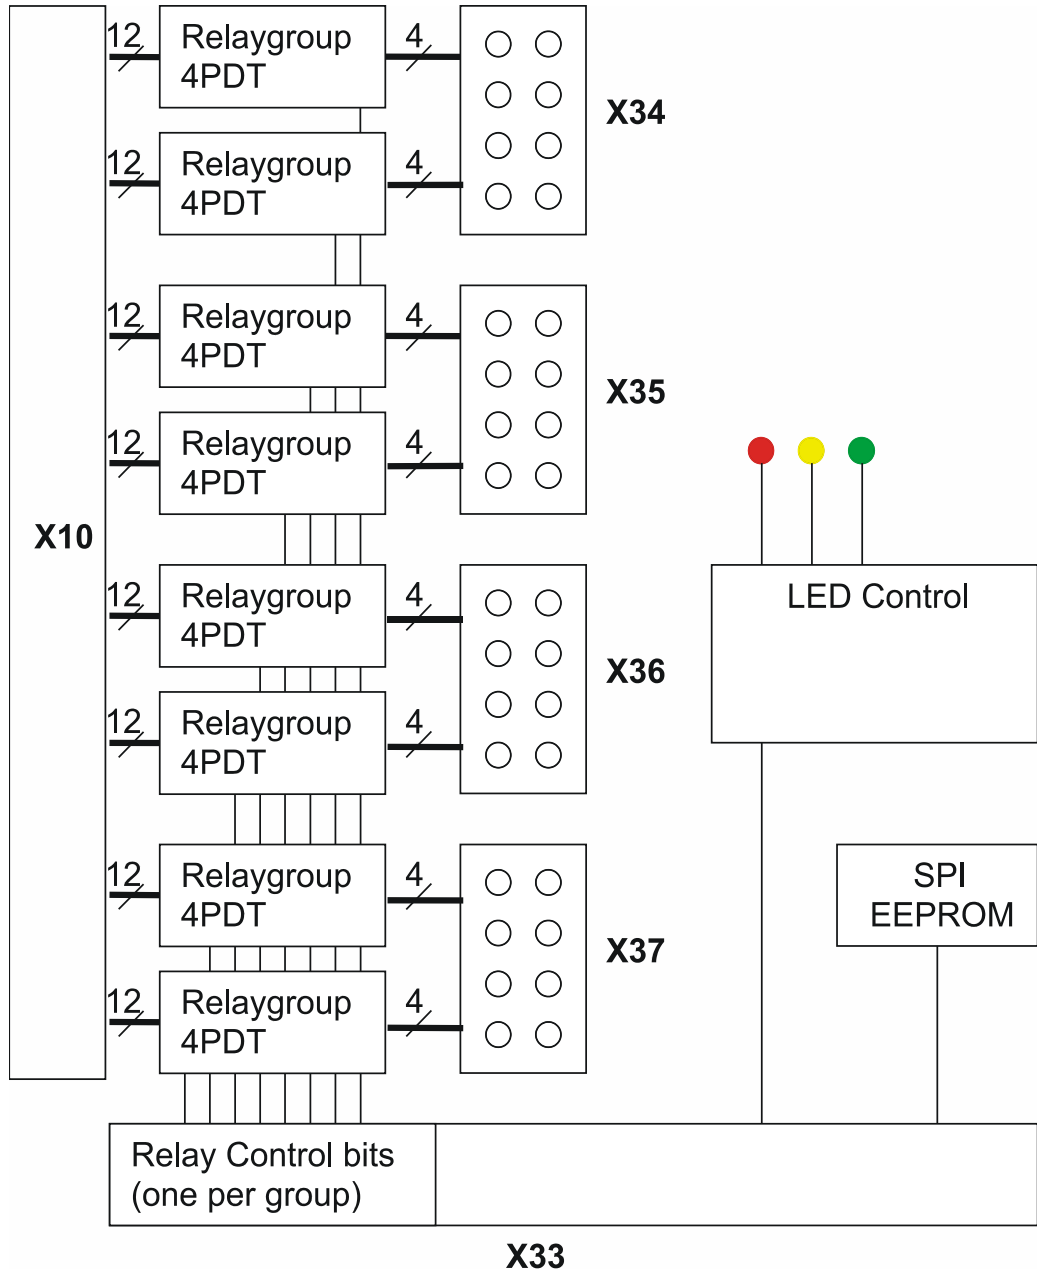 12
Relaygroup
4PDT
4
X34
12
Relaygroup
4PDT
4
12
Relaygroup
4PDT
4
X35
12
Relaygroup
4PDT
4
X10
12
Relaygroup
4PDT
4
LED Control
X36
12
Relaygroup
4PDT
4
12
Relaygroup
4PDT
4
SPI
EEPROM
X37
12
Relaygroup
4PDT
4
Relay Control bits
(one per group)
X33